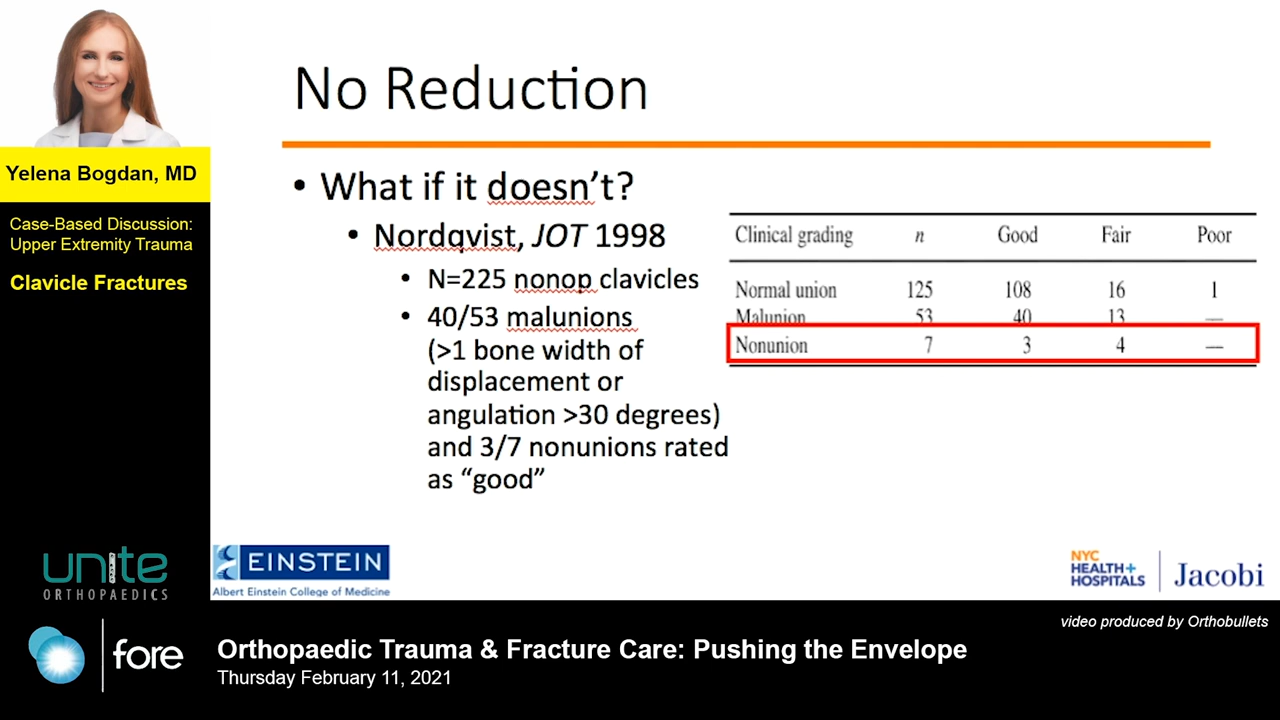 Yelena Bogdan, MD
Case-Based Discussion:
Upper Extremity Trauma
Clavicle Fractures
No Reduction
• What if it doesn't?
• Nordqvist, JOT 1998
• N=225 nonop clavicles
• 40/53 malunions
(>1 bone width of
displacement or
angulation >30 degrees)
and 3/7 nonunions rated
as "good"
Clinical grading n Good Fair Poor
Normal union 125 108 16 1
Malunion 53 40 13 —
Nonunion 7 3 4 —
unite
ORTHOPAEDICS
EINSTEIN
Albert Einstein College of Medicine
NYC
HEALTH+
HOSPITALS
Jacobi
video produced by Orthobullets
fore
Orthopaedic Trauma & Fracture Care: Pushing the Envelope
Thursday February 11, 2021